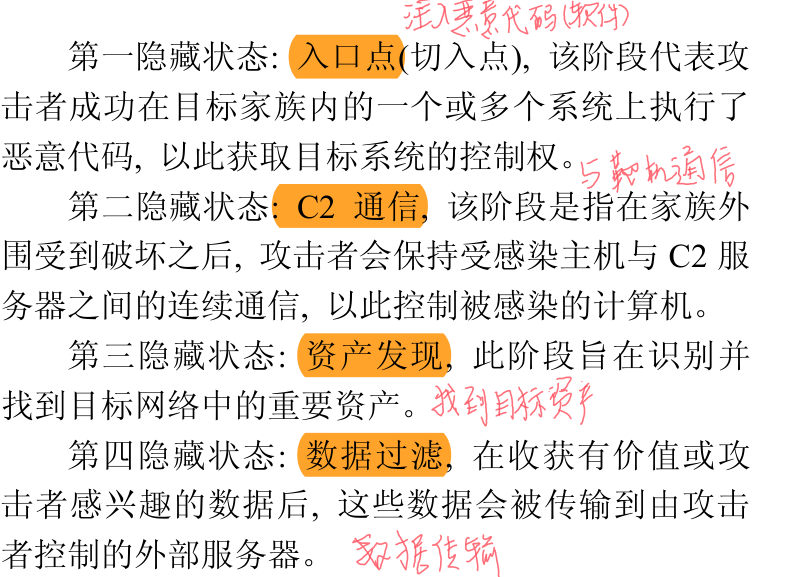 注入恶意代码(软件)
第一隐藏状态: 入口点(切入点), 该阶段代表攻
击者成功在目标家族内的一个或多个系统上执行了
恶意代码, 以此获取目标系统的控制权。
与靶机通信
第二隐藏状态: C2 通信, 该阶段是指在家族外
围受到破坏之后, 攻击者会保持受感染主机与 C2 服
务器之间的连续通信, 以此控制被感染的计算机。
第三隐藏状态: 资产发现, 此阶段旨在识别并
找到目标网络中的重要资产。
找到目标资产
第四隐藏状态: 数据过滤, 在收获有价值或攻
击者感兴趣的数据后, 这些数据会被传输到由攻击
者控制的外部服务器。
数据传输